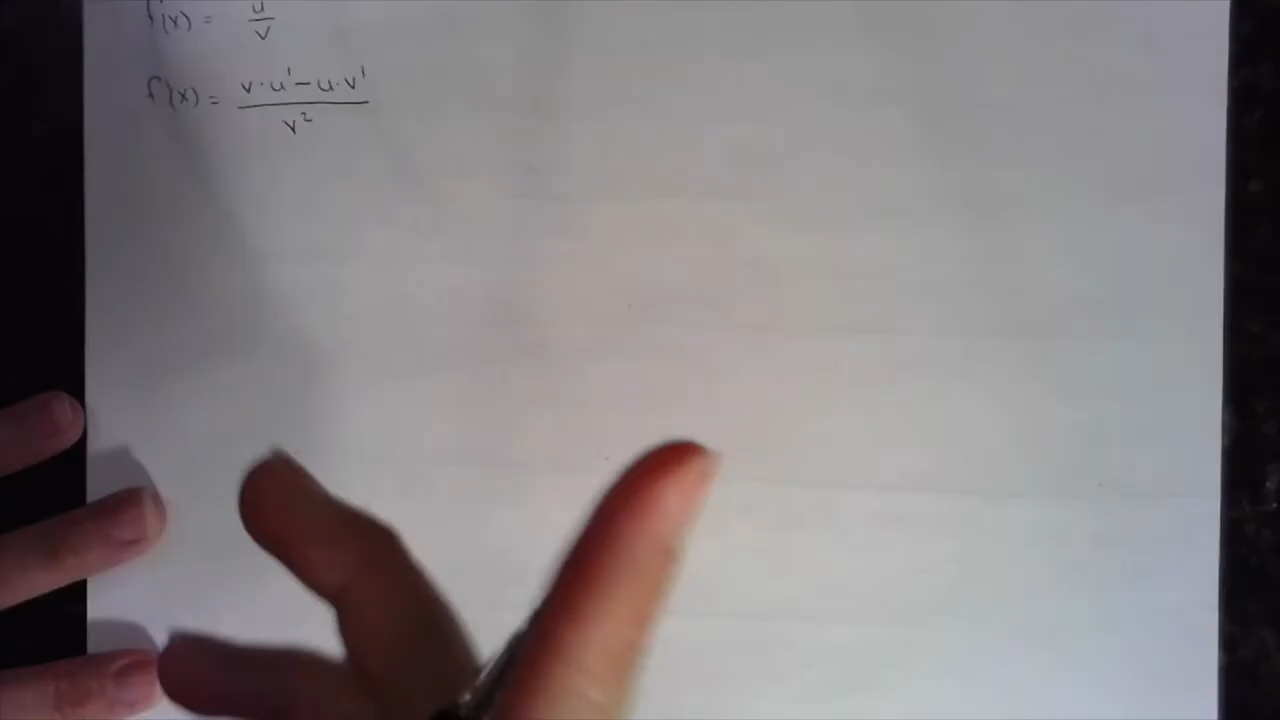 f(x) = u/v
f'(x) = (v·u' − u·v')/v²